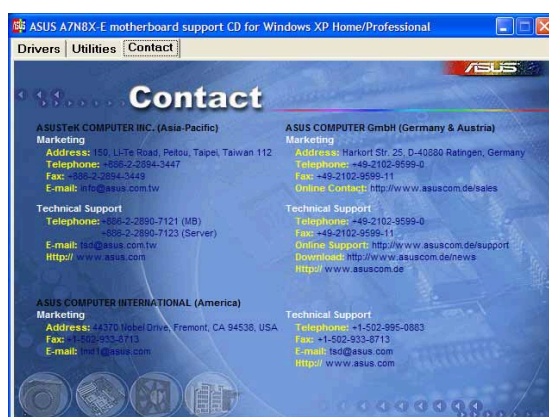 ASUS A7N8X-E motherboard support CD for Windows XP Home/Professional
Drivers Utilities Contact
ASUS
Contact
ASUSTeK COMPUTER INC. (Asia-Pacific)
Marketing
Address: 150, Li-Te Road, Peitou, Taipei, Taiwan 112
Telephone: +886-2-2894-3447
Fax: +886-2-2894-3449
E-mail: info@asus.com.tw
Technical Support
Telephone: +886-2-2890-7121 (MB)
+886-2-2890-7123 (Server)
E-mail: tsd@asus.com.tw
Http:// www.asus.com
ASUS COMPUTER INTERNATIONAL (America)
Marketing
Address: 44370 Nobel Drive, Fremont, CA 94538, USA
Fax: +1-502-933-8713
E-mail: tmd1@asus.com
ASUS COMPUTER GmbH (Germany & Austria)
Marketing
Address: Harkort Str. 25, D-40880 Ratingen, Germany
Telephone: +49-2102-9599-0
Fax: +49-2102-9599-11
Online Contact: http://www.asuscom.de/sales
Technical Support
Telephone: +49-2102-9599-0
Fax: +49-2102-9599-11
Online Support: http://www.asuscom.de/support
Download: http://www.asuscom.de/news
Http:// www.asuscom.de
Technical Support
Telephone: +1-502-995-0883
Fax: +1-502-933-8713
E-mail: tsd@asus.com
Http:// www.asus.com